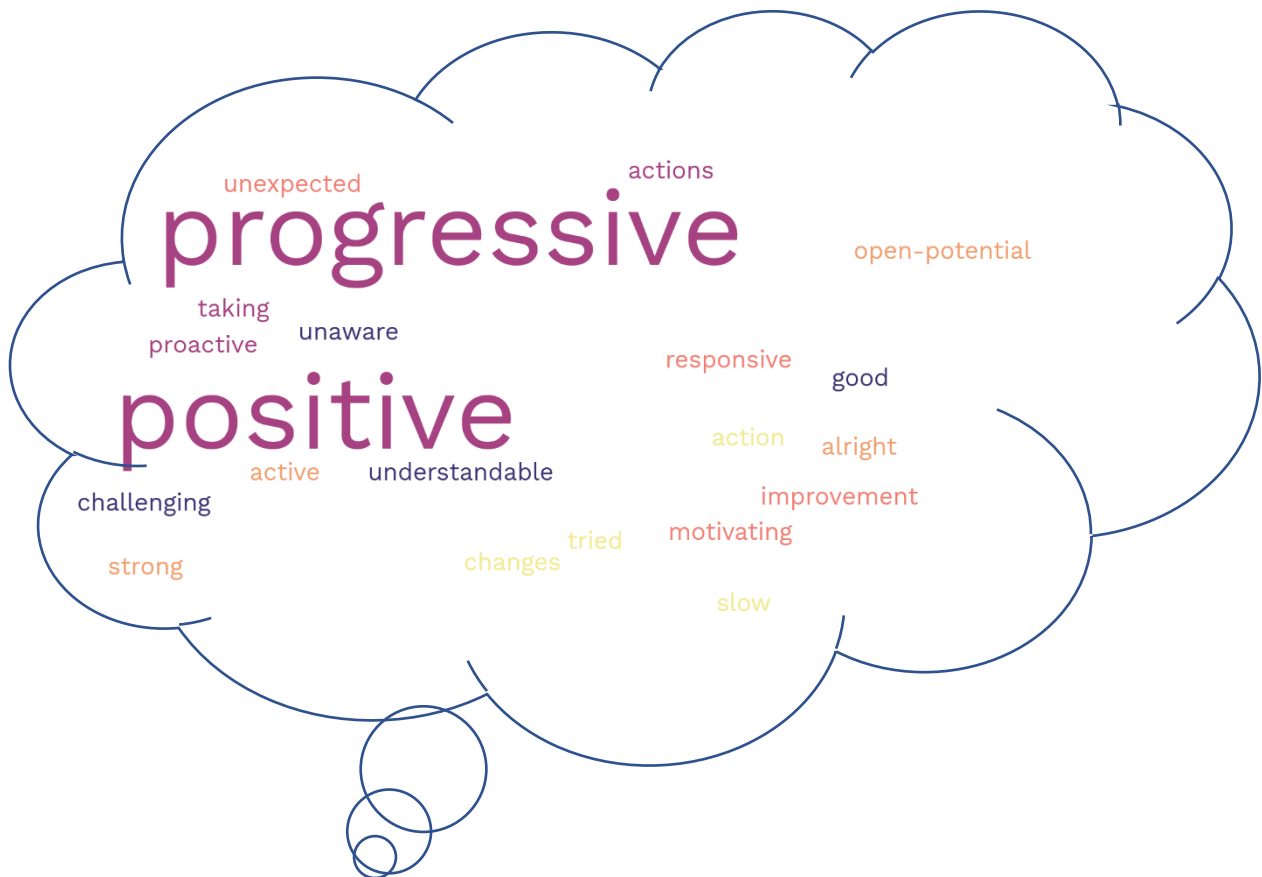 actions
unexpected
progressive
open-potential
taking
unaware
proactive
responsive
good
positive
action
alright
active
understandable
challenging
improvement
motivating
tried
changes
strong
slow